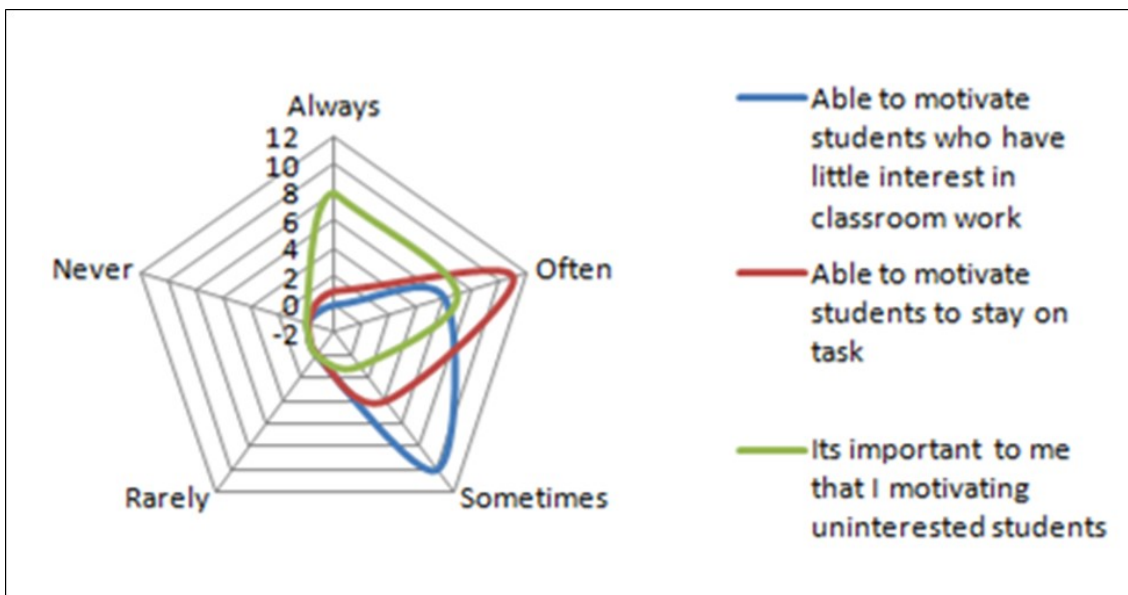 Always
12
10
8
6
4
2
0
-2
Never
Often
Rarely
Sometimes
Able to motivate
students who have
little interest in
classroom work
Able to motivate
students to stay on
task
Its important to me
that I motivating
uninterested students